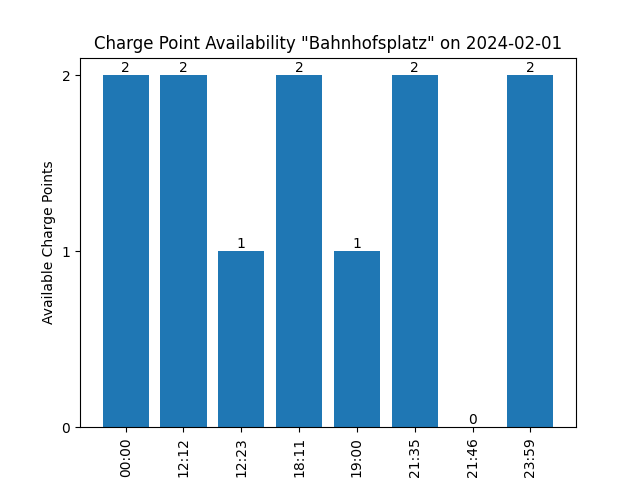 Charge Point Availability "Bahnhofsplatz" on 2024-02-01
2 2 1 2 1 2 0 2
Available Charge Points
2
1
0
00:00 12:12 12:23 18:11 19:00 21:35 21:46 23:59